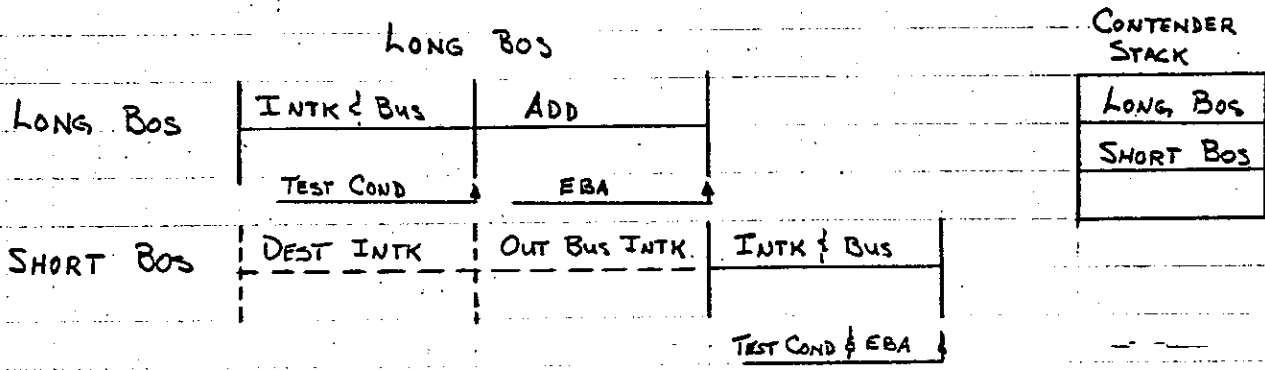 LONG BOS
CONTENDER
STACK
LONG BOS
INTK & BUS
ADD
LONG BOS
SHORT BOS
TEST COND
EBA
SHORT BOS
DEST INTK
OUT BUS INTK.
INTK & BUS
TEST COND & EBA